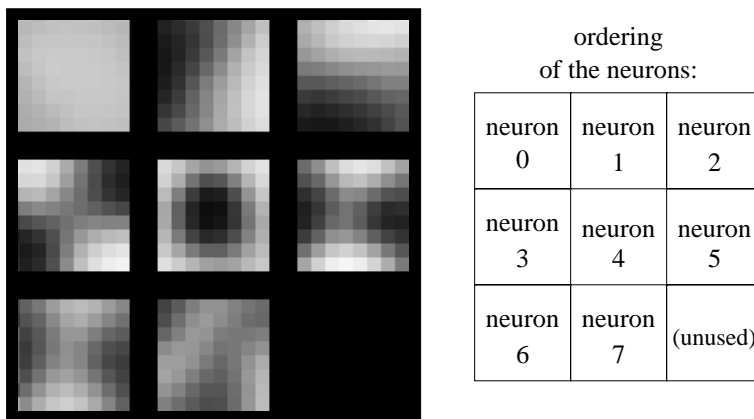 ordering
of the neurons:
neuron
0
neuron
1
neuron
2
neuron
3
neuron
4
neuron
5
neuron
6
neuron
7
(unused)